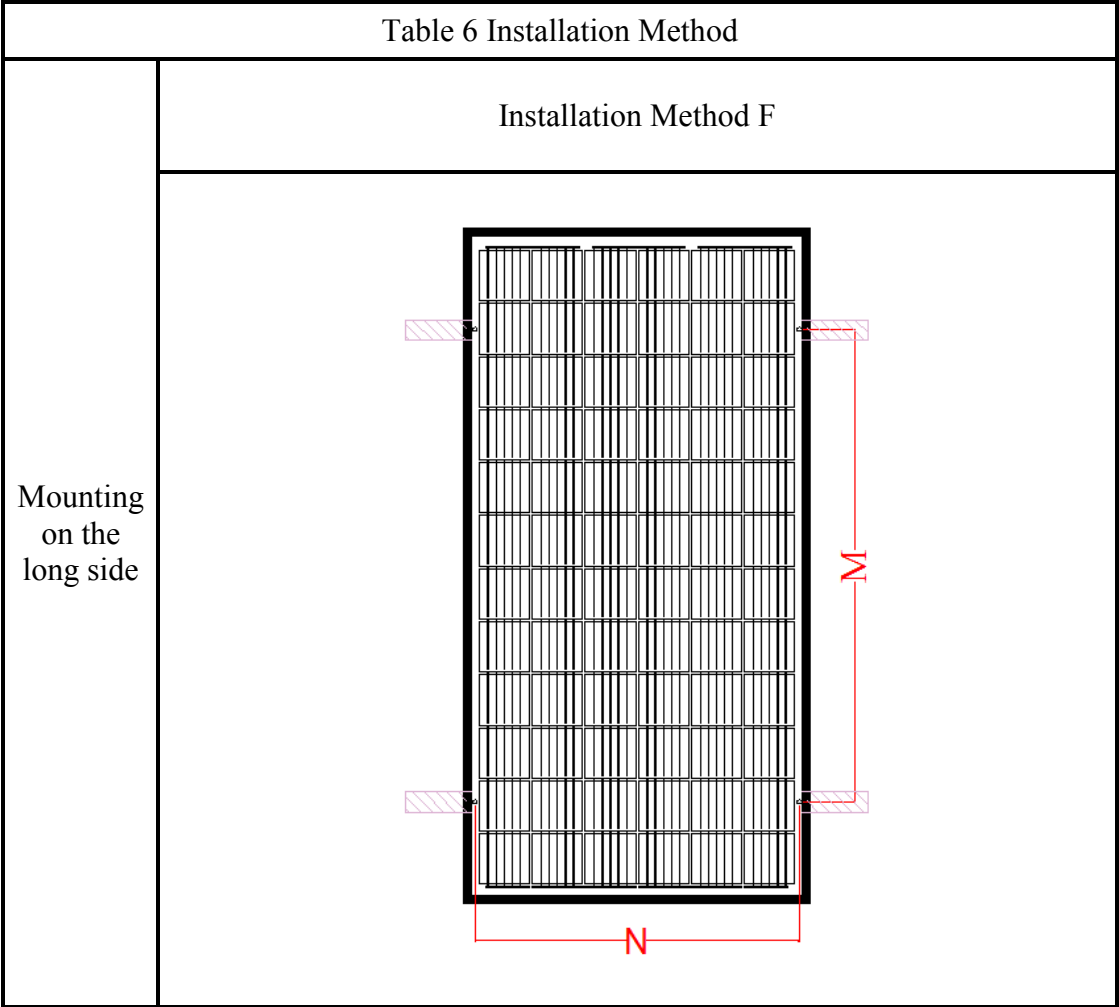 Table 6 Installation Method
Installation Method F
Mounting
on the
long side
M
N